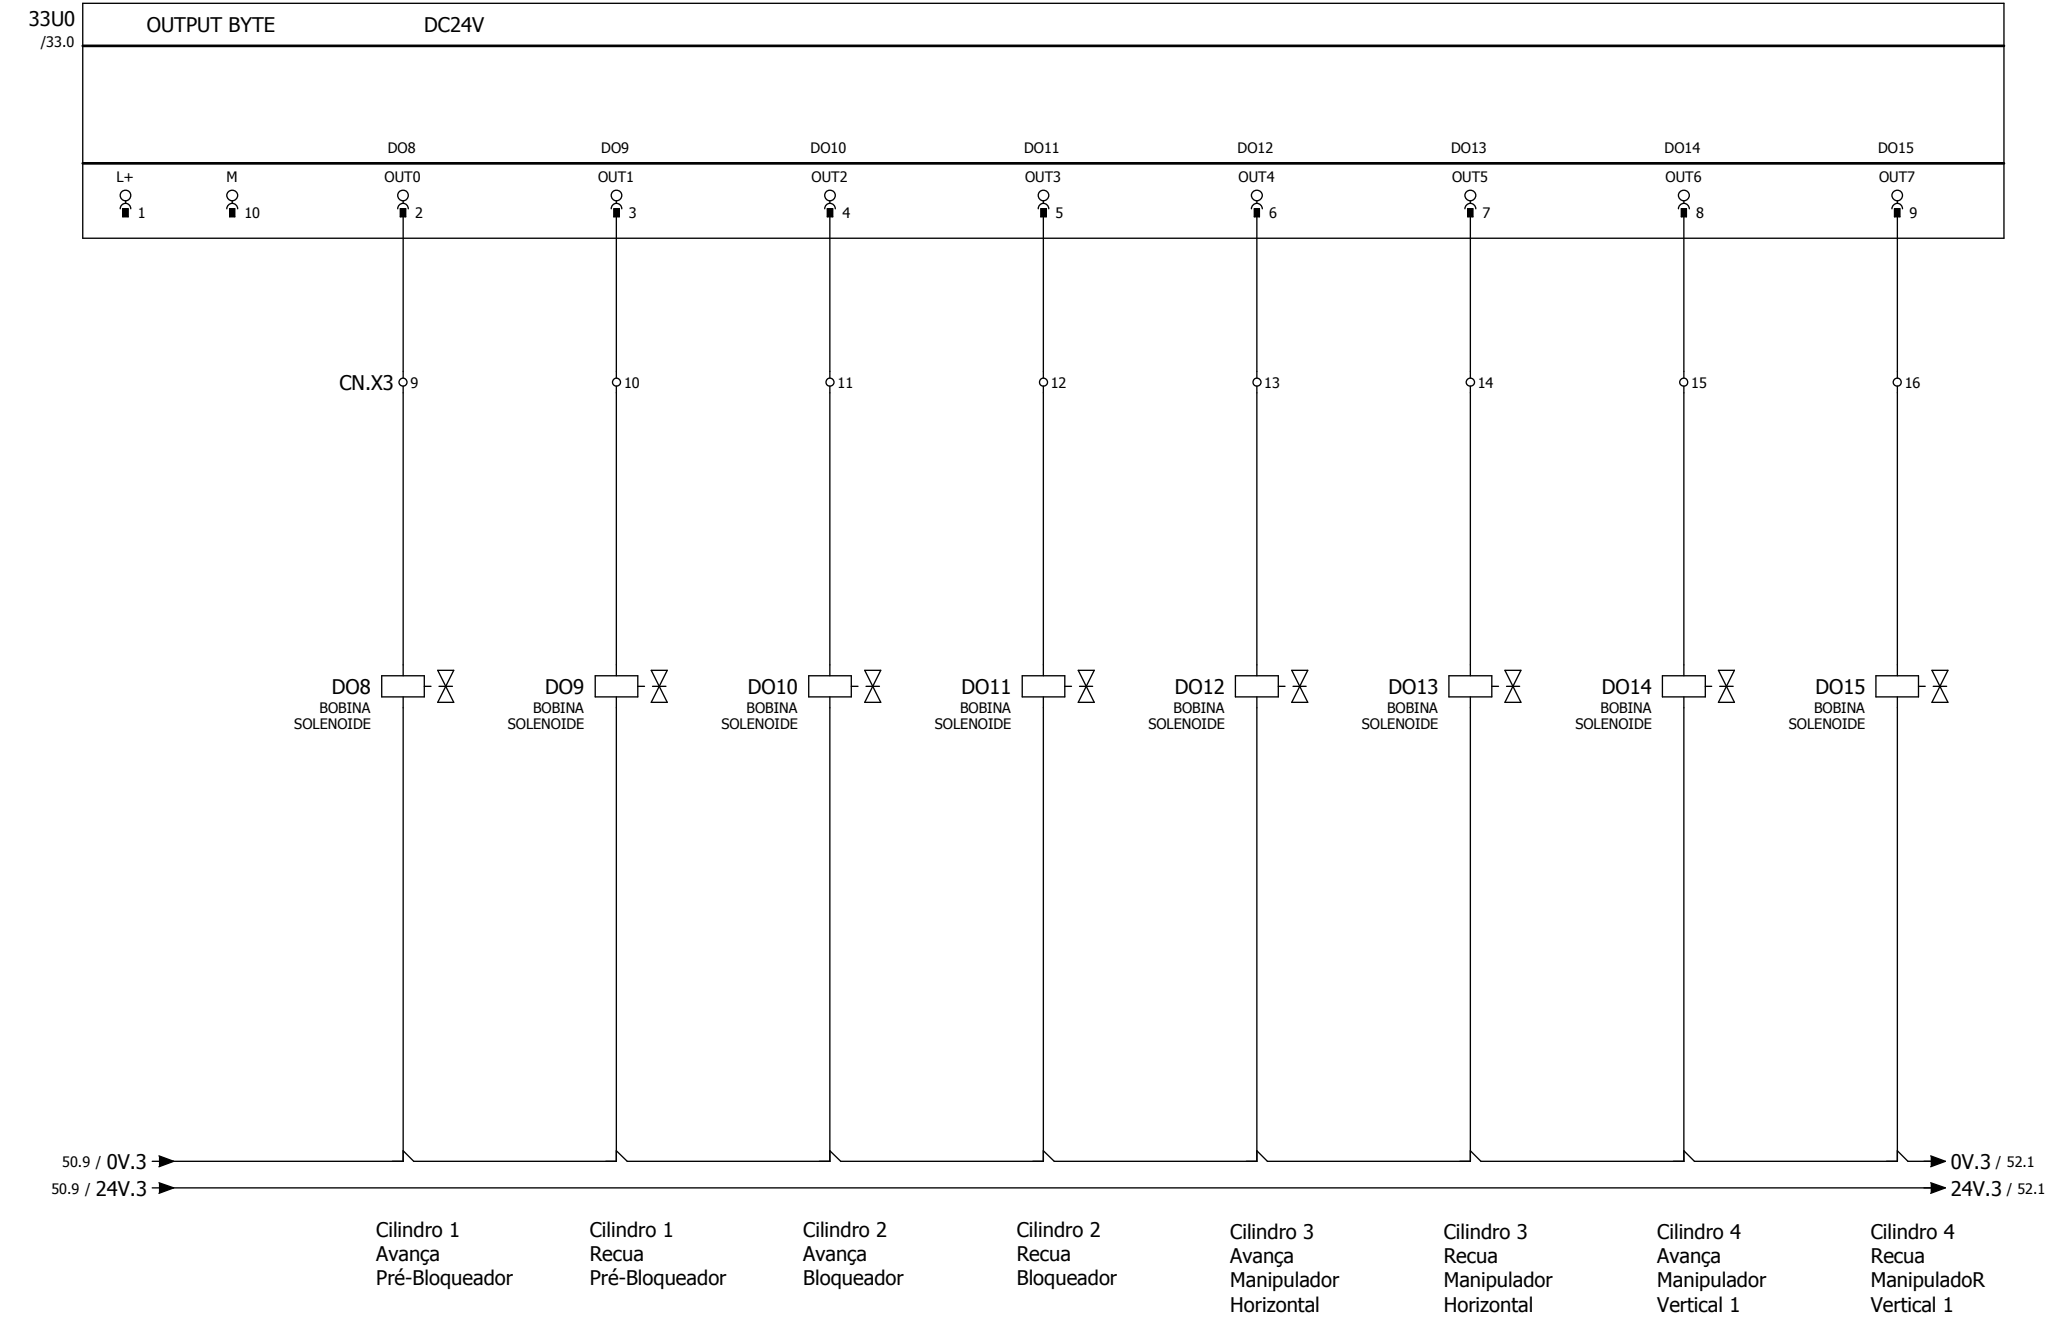 33U0
/33.0
OUTPUT BYTE DC24V
DO8 DO9 DO10 DO11 DO12 DO13 DO14 DO15
L+ M OUT0 OUT1 OUT2 OUT3 OUT4 OUT5 OUT6 OUT7
1 10 2 3 4 5 6 7 8 9
CN.X3 9 10 11 12 13 14 15 16
DO8 DO9 DO10 DO11 DO12 DO13 DO14 DO15
BOBINA BOBINA BOBINA BOBINA BOBINA BOBINA BOBINA BOBINA
SOLENOIDE SOLENOIDE SOLENOIDE SOLENOIDE SOLENOIDE SOLENOIDE SOLENOIDE SOLENOIDE
50.9 / 0V.3 0V.3 / 52.1
50.9 / 24V.3 24V.3 / 52.1
Cilindro 1
Avança
Pré-Bloqueador
Cilindro 1
Recua
Pré-Bloqueador
Cilindro 2
Avança
Bloqueador
Cilindro 2
Recua
Bloqueador
Cilindro 3
Avança
Manipulador
Horizontal
Cilindro 3
Recua
Manipulador
Horizontal
Cilindro 4
Avança
Manipulador
Vertical 1
Cilindro 4
Recua
ManipuladoR
Vertical 1